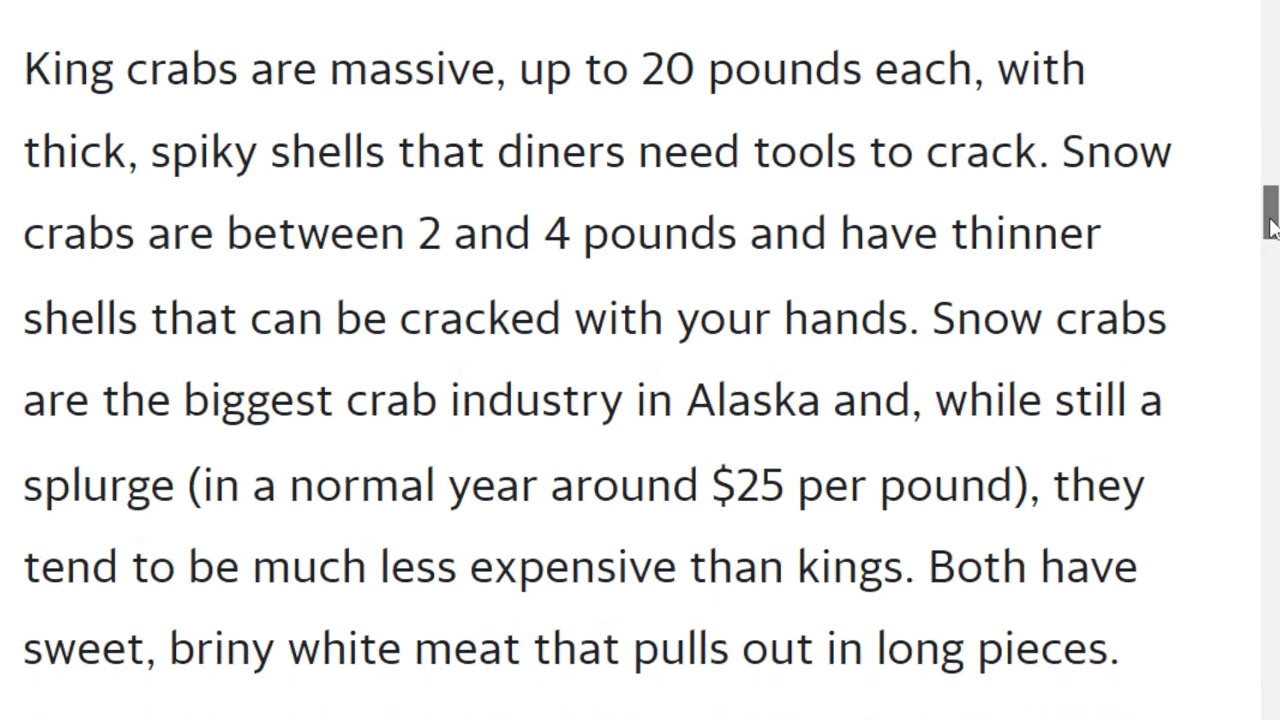 King crabs are massive, up to 20 pounds each, with
thick, spiky shells that diners need tools to crack. Snow
crabs are between 2 and 4 pounds and have thinner
shells that can be cracked with your hands. Snow crabs
are the biggest crab industry in Alaska and, while still a
splurge (in a normal year around $25 per pound), they
tend to be much less expensive than kings. Both have
sweet, briny white meat that pulls out in long pieces.